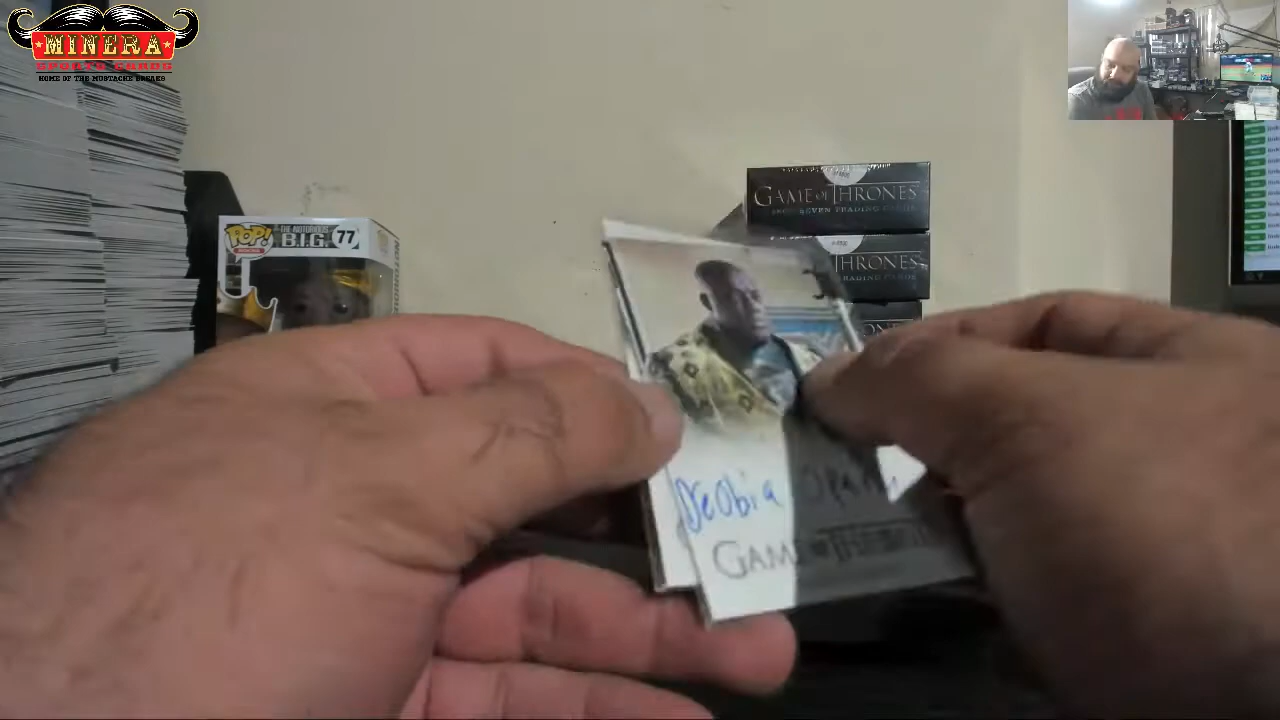 MINERA
SPORTS CARDS
HOME OF THE MUSTACHE BREAKS
POP!
THE NOTORIOUS
B.I.G.
77
GAME OF THRONES
SEASON SEVEN TRADING CARDS
THRONES
TRADING CARDS
DeObia
GAME OF THRONES